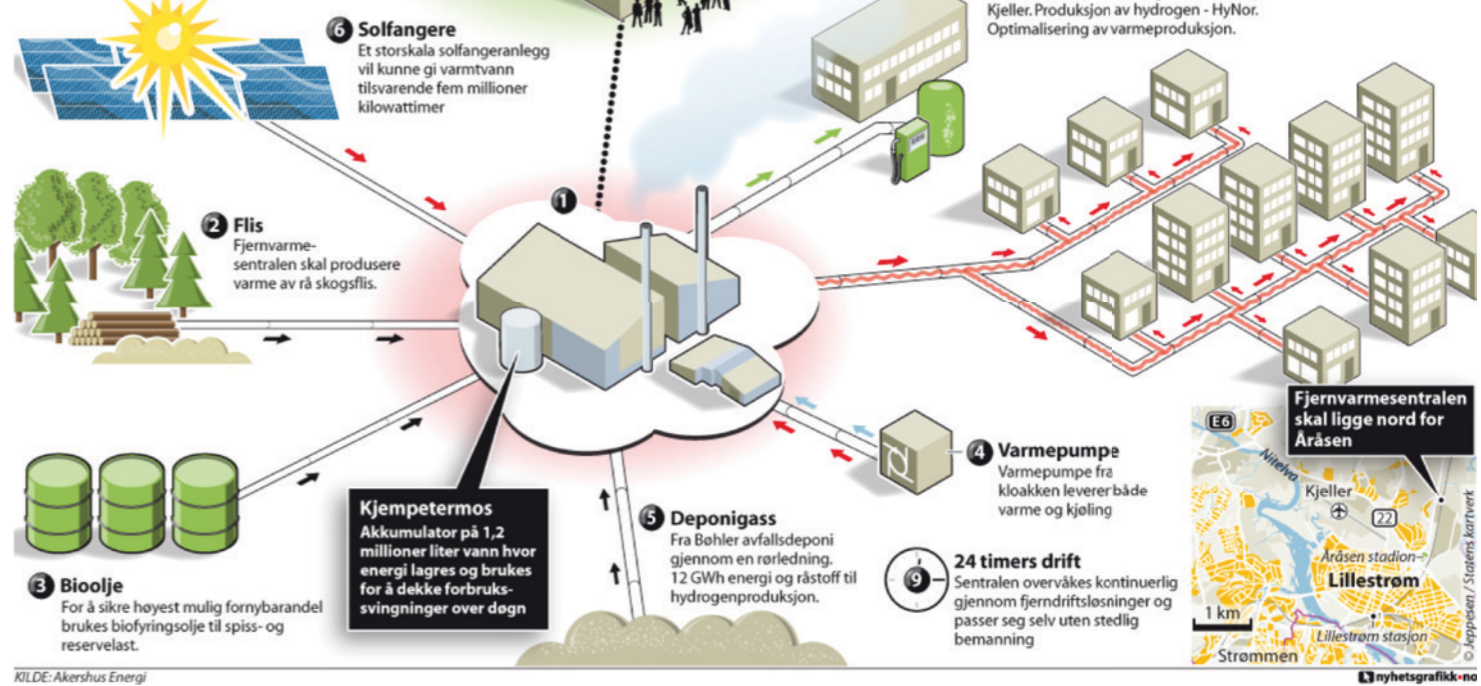 Kjeller. Produksjon av hydrogen - HyNor.
Optimalisering av varmeproduksjon.
6 Solfangere
Et storskala solfangeranlegg
vil kunne gi varmtvann
tilsvarende fem millioner
kilowattimer
1
2 Flis
Fjernvarme-
sentralen skal produsere
varme av rå skogsflis.
3 Bioolje
For å sikre høyest mulig fornybarandel
brukes biofyringsolje til spiss- og
reservelast.
Kjempetermos
Akkumulator på 1,2
millioner liter vann hvor
energi lagres og brukes
for å dekke forbruks-
svingninger over døgn
5 Deponigass
Fra Bøhler avfallsdeponi
gjennom en rørledning.
12 GWh energi og råstoff til
hydrogenproduksjon.
4 Varmepumpe
Varmepumpe fra
kloakken leverer både
varme og kjøling
9
24 timers drift
Sentralen overvåkes kontinuerlig
gjennom fjerndriftsløsninger og
passer seg selv uten stedlig
bemanning
Fjernvarmesentralen
skal ligge nord for
Åråsen
E6
Nitelva
Kjeller
22
Åråsen stadion
Lillestrøm
1 km
Lillestrøm stasjon
Strømmen
© Jeppesen / Statens kartverk
KILDE: Akershus Energi
nyhetsgrafikk.no